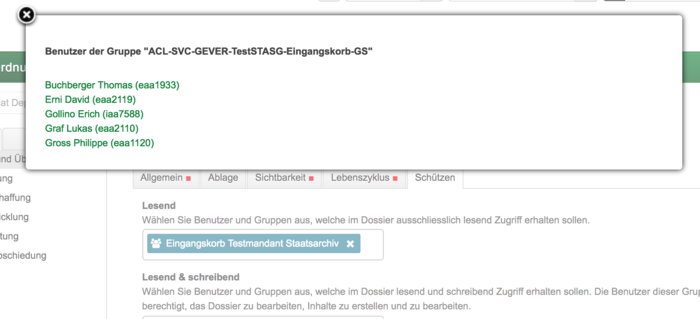 Benutzer der Gruppe "ACL-SVC-GEVER-TestSTASG-Eingangskorb-GS"
Buchberger Thomas (eaa1933)
Erni David (eaa2119)
Gollino Erich (iaa7588)
Graf Lukas (eaa2110)
Gross Philippe (eaa1120)
rdnu
at Dep
nd Üb
Allgemein Ablage Sichtbarkeit Lebenszyklus Schützen
ung
haffung
icklung
tung
bschiedung
Lesend
Wählen Sie Benutzer und Gruppen aus, welche im Dossier ausschliesslich lesend Zugriff erhalten sollen.
Eingangskorb Testmandant Staatsarchiv
Lesend & schreibend
Wählen Sie Benutzer und Gruppen aus, welche im Dossier lesend und schreibend Zugriff erhalten sollen. Die Benutzer dieser Grup
berechtigt, das Dossier zu bearbeiten, Inhalte zu erstellen und zu bearbeiten.